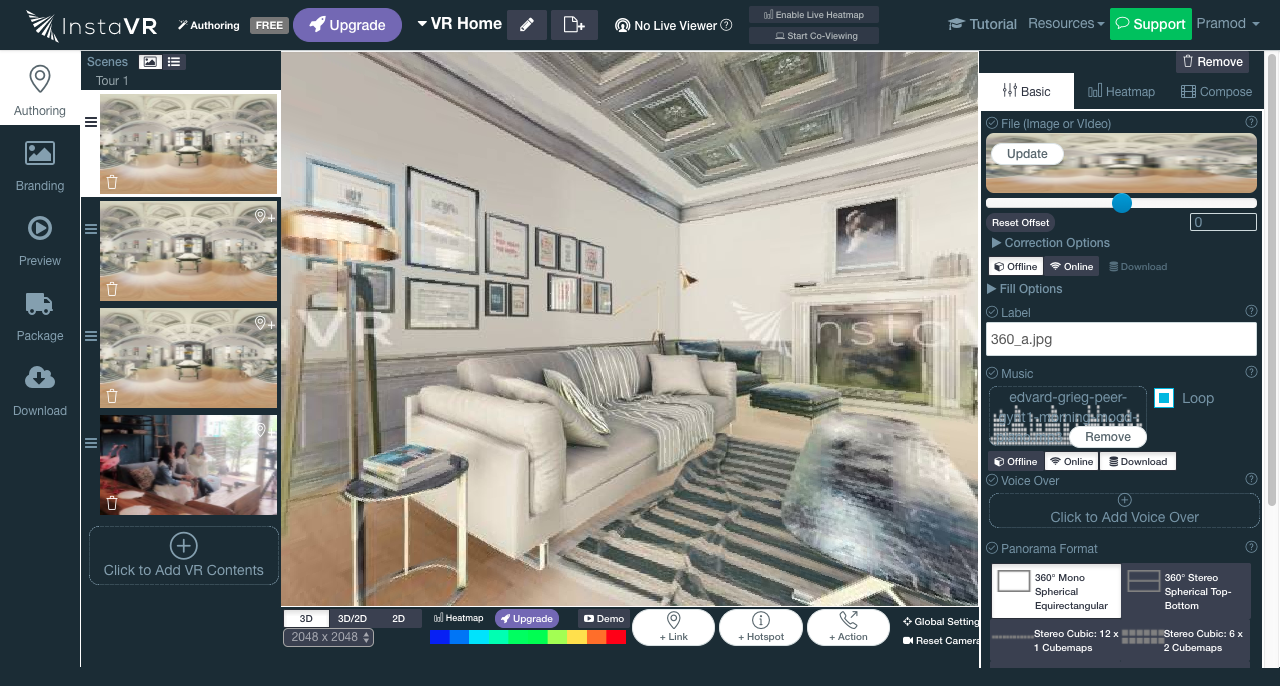 InstaVR
Authoring
FREE
Upgrade
VR Home
No Live Viewer
Enable Live Heatmap
Start Co-Viewing
Tutorial
Resources
Support
Pramod
Authoring
Branding
Preview
Package
Download
Scenes
Tour 1
Click to Add VR Contents
VR
InstaV
3D
3D/2D
2D
2048 x 2048
Heatmap
Upgrade
Demo
+ Link
+ Hotspot
+ Action
Global Setting
Reset Camera
Remove
Basic
Heatmap
Compose
File (Image or VIdeo)
Update
Reset Offset
0
Correction Options
Offline
Online
Download
Fill Options
Label
360_a.jpg
Music
edvard-grieg-peer-
gynt1-morning-mood-
Remove
Loop
Offline
Online
Download
Voice Over
Click to Add Voice Over
Panorama Format
360° Mono
Spherical
Equirectangular
360° Stereo
Spherical Top-
Bottom
Stereo Cubic: 12 x
1 Cubemaps
Stereo Cubic: 6 x
2 Cubemaps